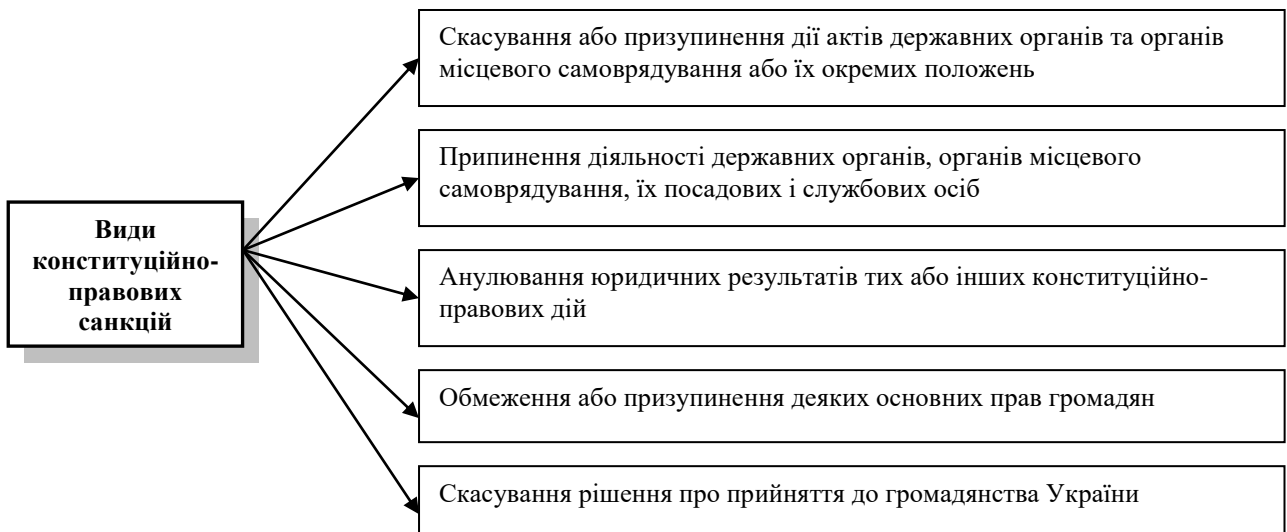 Скасування або призупинення дії актів державних органів та органів
місцевого самоврядування або їх окремих положень
Припинення діяльності державних органів, органів місцевого
самоврядування, їх посадових і службових осіб
Види
конституційно-
правових
санкцій
Анулювання юридичних результатів тих або інших конституційно-
правових дій
Обмеження або призупинення деяких основних прав громадян
Скасування рішення про прийняття до громадянства України